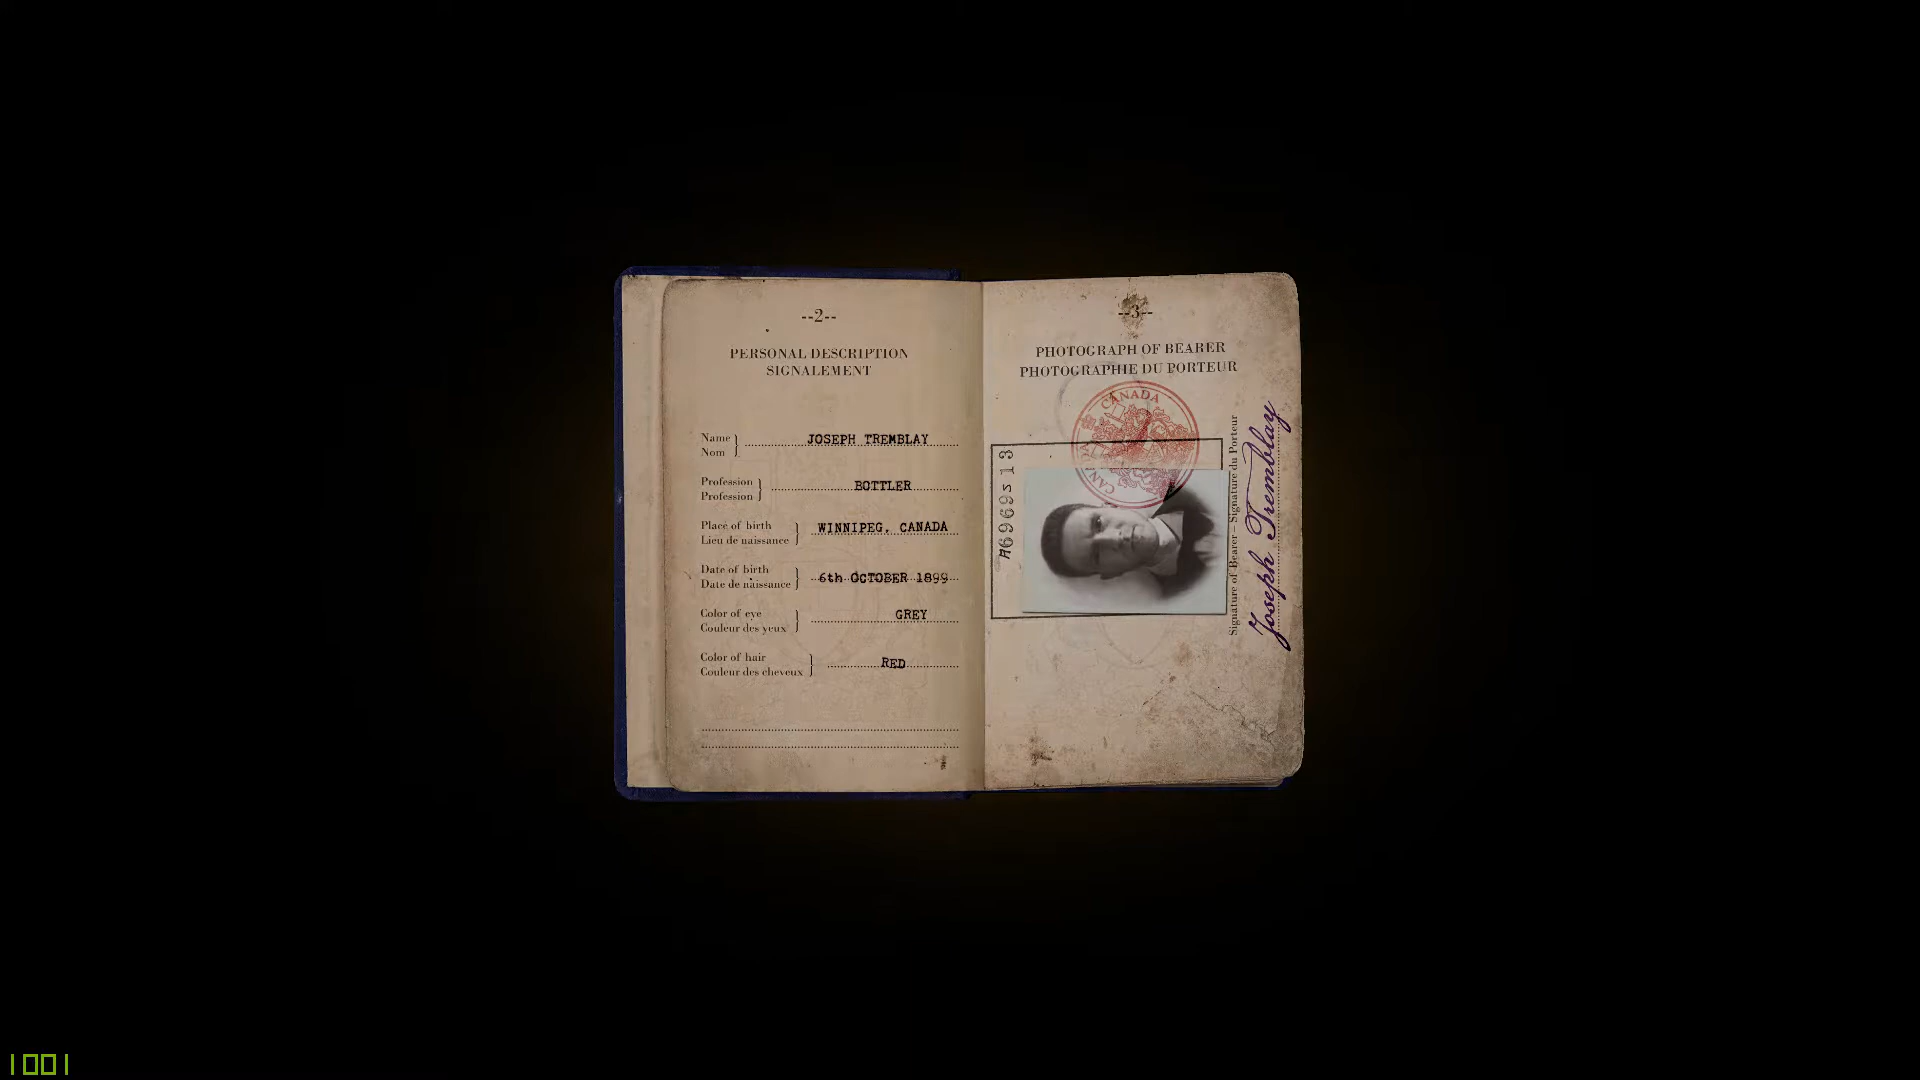 --2--
PERSONAL DESCRIPTION
SIGNALEMENT
Name
Nom
JOSEPH TREMBLAY
Profession
Profession
BOTTLER
Place of birth
Lieu de naissance
WINNIPEG, CANADA
Date of birth
Date de naissance
6th OCTOBER 1899
Color of eye
Couleur des yeux
GREY
Color of hair
Couleur des cheveux
RED
--3--
PHOTOGRAPH OF BEARER
PHOTOGRAPHIE DU PORTEUR
CANADA
CANADA
A6969s13
Signature of Bearer – Signature du Porteur
Joseph Tremblay
1001